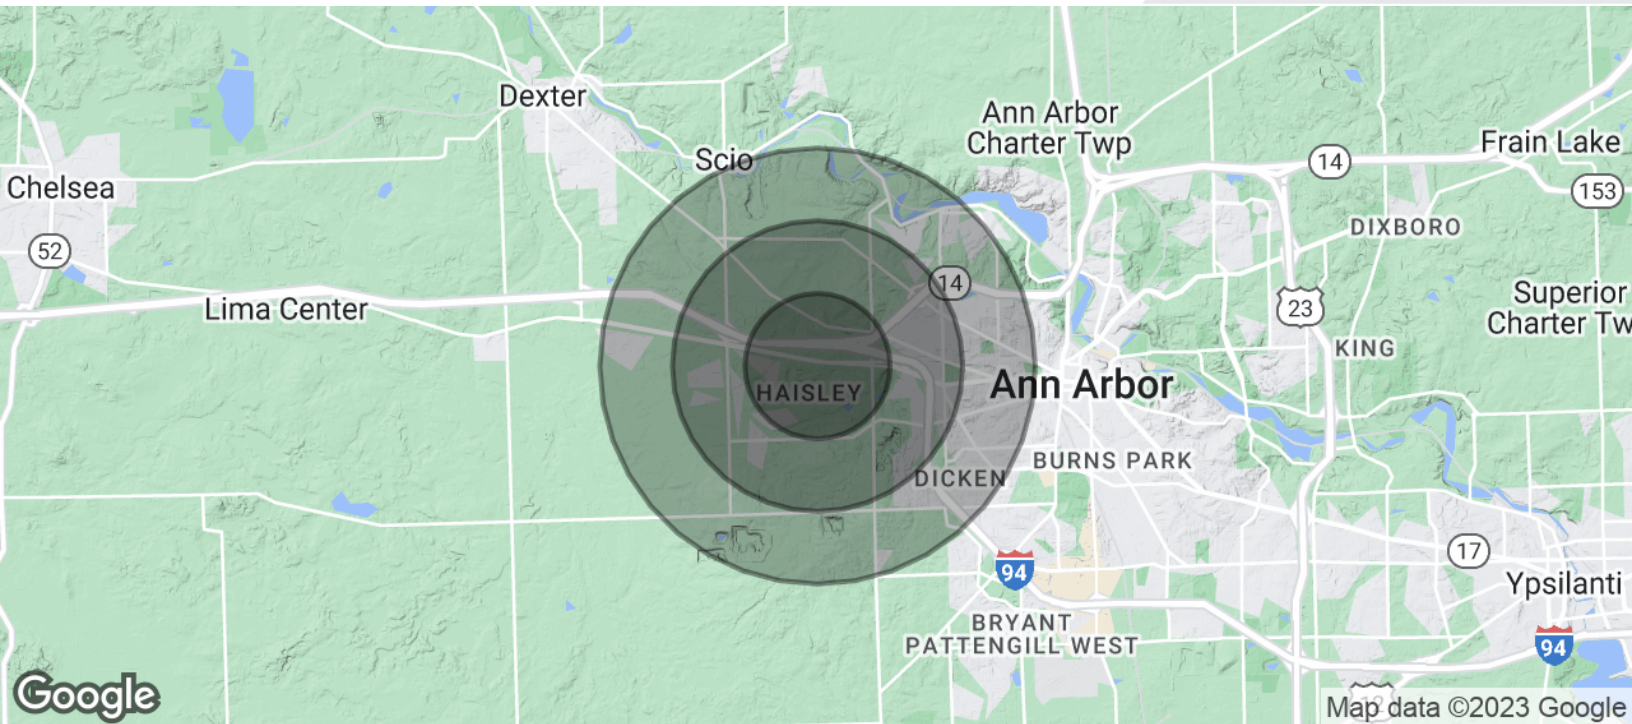 Dexter
Ann Arbor
Charter Twp
Scio
Frain Lake
14
Chelsea
153
DIXBORO
52
14
Lima Center
23
Superior
Charter Tw
KING
HAISLEY
Ann Arbor
BURNS PARK
DICKEN
17
94
Ypsilanti
BRYANT
PATTENGILL WEST
94
Google
Map data ©2023 Google